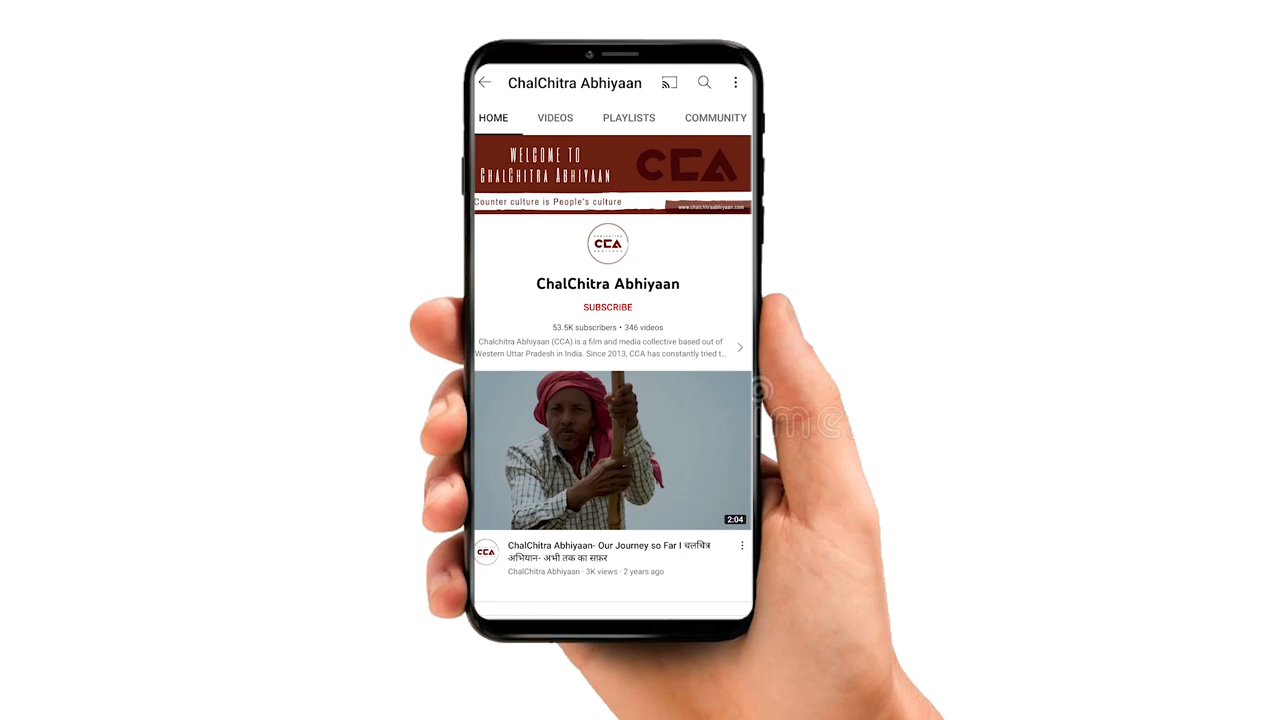 ChalChitra Abhiyaan
HOME VIDEOS PLAYLISTS COMMUNITY
WELCOME TO
CHALCHITRA ABHIYAAN
CCA
Counter culture is People's culture
www.chalchitraabhiyaan.com
CCA
ChalChitra Abhiyaan
SUBSCRIBE
53.5K subscribers • 346 videos
Chalchitra Abhiyaan (CCA) is a film and media collective based out of
Western Uttar Pradesh in India. Since 2013, CCA has constantly tried t...
2:04
CCA
ChalChitra Abhiyaan- Our Journey so Far I चलचित्र
अभियान- अभी तक का सफ़र
ChalChitra Abhiyaan · 3K views · 2 years ago